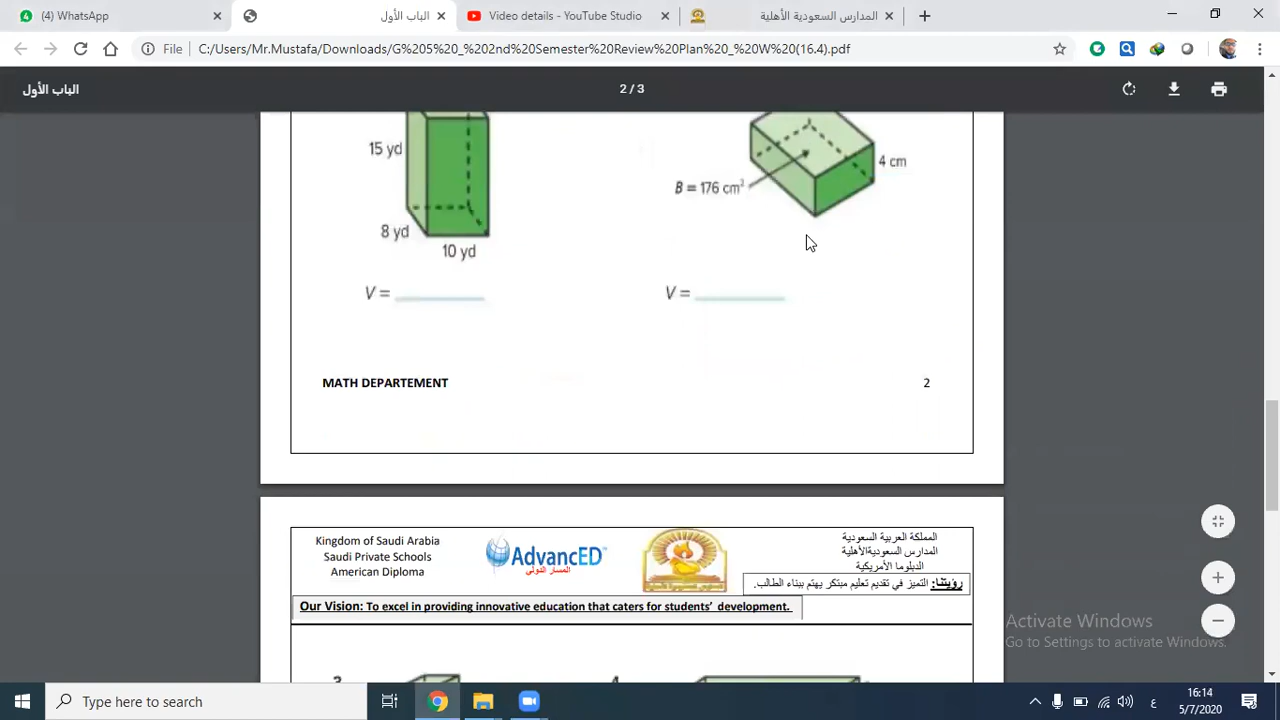 (4) WhatsApp
الباب الأول
Video details - YouTube Studio
المدارس السعودية الأهلية
File
C:/Users/Mr.Mustafa/Downloads/G%205%20_%202nd%20Semester%20Review%20Plan%20_%20W%20(16.4).pdf
الباب الأول
2 / 3
15 yd
8 yd
10 yd
B = 176 cm²
4 cm
V =
V =
MATH DEPARTEMENT
2
Kingdom of Saudi Arabia
Saudi Private Schools
American Diploma
AdvancED
المسار الدولي
المملكة العربية السعودية
المدارس السعوديةالأهلية
الدبلوما الأمريكية
رؤيتنا: التميز في تقديم تعليم مبتكر يهتم ببناء الطالب.
Our Vision: To excel in providing innovative education that caters for students’ development.
Activate Windows
Go to Settings to activate Windows.
Type here to search
ع
16:14
5/7/2020